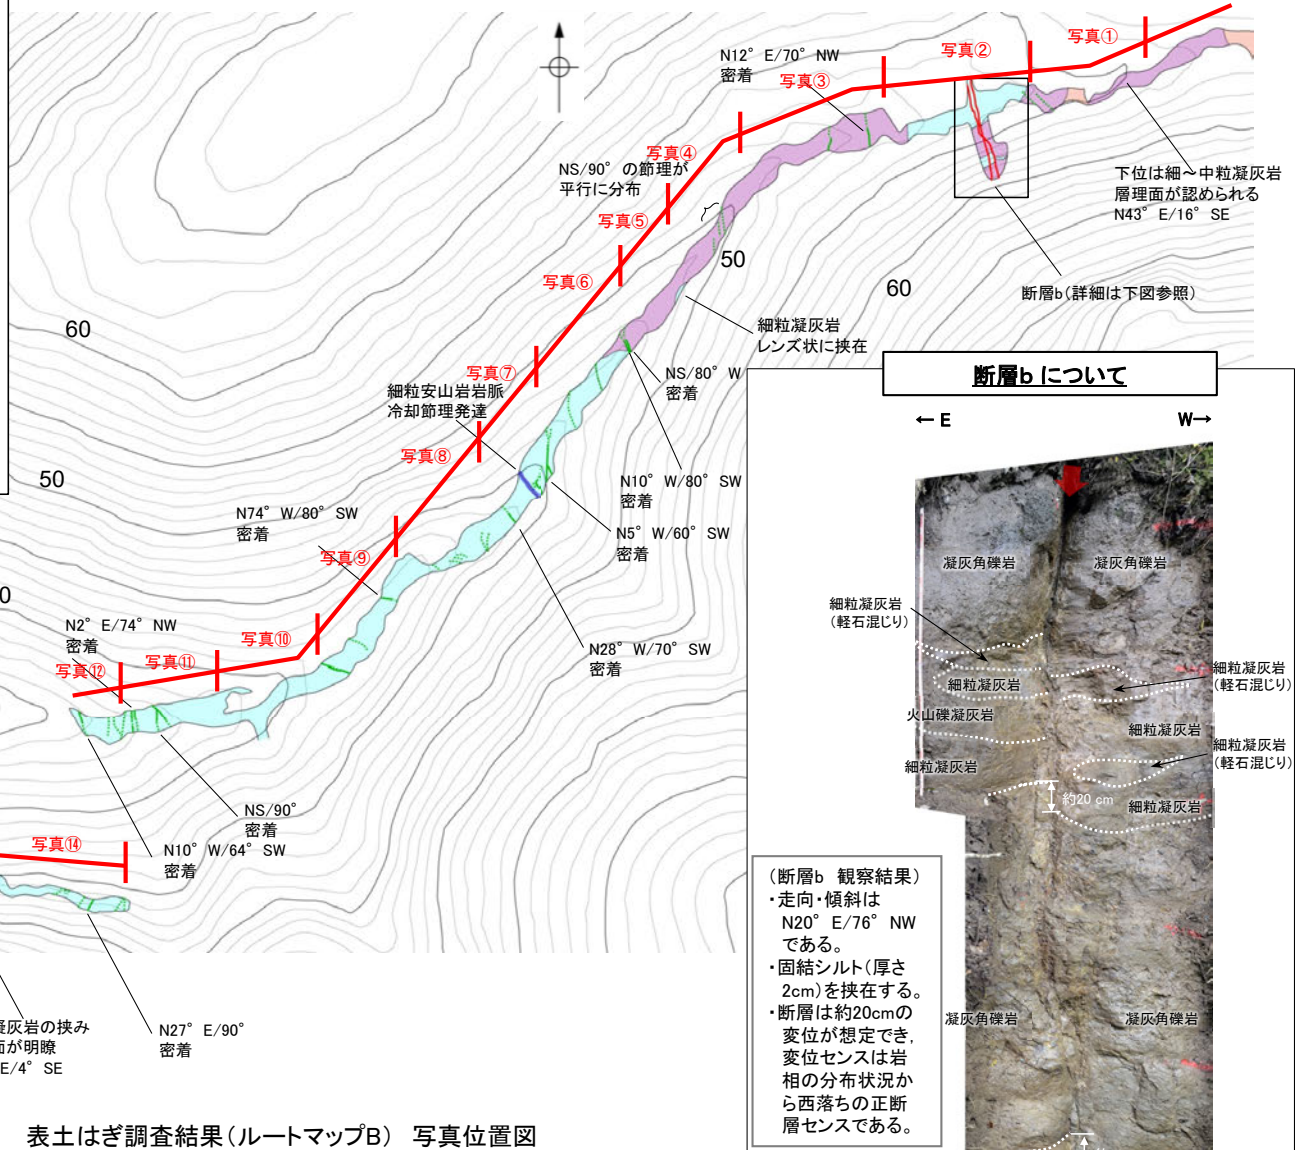 写真①
写真②
N12° E/70° NW
密着
写真③
写真④
NS/90° の節理が
平行に分布
写真⑤
写真⑥
下位は細～中粒凝灰岩
層理面が認められる
N43° E/16° SE
50
60
断層b(詳細は下図参照)
60
細粒凝灰岩
レンズ状に挟在
写真⑦
NS/80° W
密着
細粒安山岩岩脈
冷却節理発達
写真⑧
50
N10° W/80° SW
密着
N74° W/80° SW
密着
N5° W/60° SW
密着
写真⑨
0
N2° E/74° NW
密着
写真⑩
写真⑪
写真⑫
N28° W/70° SW
密着
NS/90°
密着
N10° W/64° SW
密着
写真⑭
N27° E/90°
密着
凝灰岩の挟み
面が明瞭
E/4° SE
表土はぎ調査結果(ルートマップB) 写真位置図
断層b について
← E
W→
凝灰角礫岩
凝灰角礫岩
細粒凝灰岩
(軽石混じり)
細粒凝灰岩
細粒凝灰岩
(軽石混じり)
火山礫凝灰岩
細粒凝灰岩
細粒凝灰岩
(軽石混じり)
細粒凝灰岩
約20 cm
細粒凝灰岩
凝灰角礫岩
凝灰角礫岩
(断層b 観察結果)
・走向・傾斜は
N20° E/76° NW
である。
・固結シルト(厚さ
2cm)を挟在する。
・断層は約20cmの
変位が想定でき,
変位センスは岩
相の分布状況か
ら西落ちの正断
層センスである。